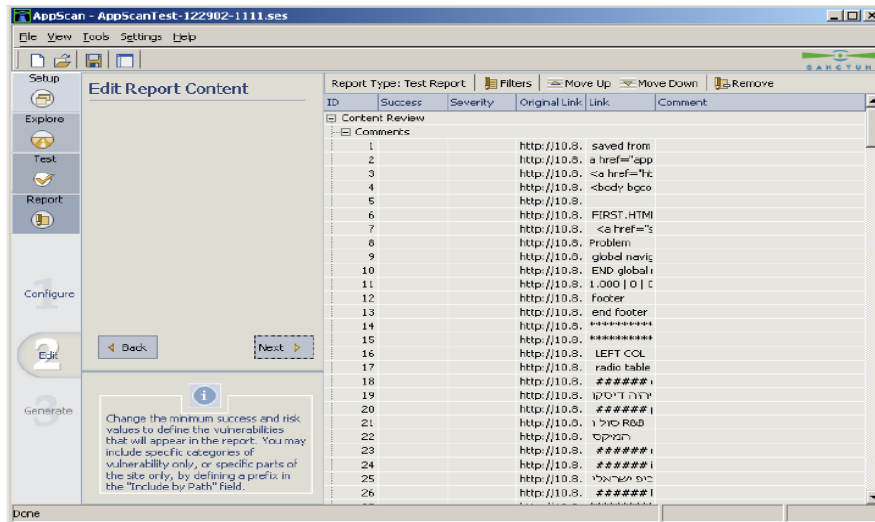 AppScan - AppScanTest-122902-1111.ses
File View Tools Settings Help
SANCTUM
Setup
Explore
Test
Report
Configure
2
Edit
Generate
Edit Report Content
Back
Next
Change the minimum success and risk
values to define the vulnerabilities
that will appear in the report. You may
include specific categories of
vulnerability only, or specific parts of
the site only, by defining a prefix in
the "Include by Path" field.
Report Type: Test Report Filters Move Up Move Down Remove
ID Success Severity Original Link Link Comment
Content Review
Comments
1 http://10.8. saved from
2 http://10.8. a href="app
3 http://10.8. <a href="ht
4 http://10.8. <body bgco
5 http://10.8.
6 http://10.8. FIRST.HTML
7 http://10.8. <a href="s
8 http://10.8. Problem
9 http://10.8. global navig
10 http://10.8. END global
11 http://10.8. 1.000 | 0 |
12 http://10.8. footer
13 http://10.8. end footer
14 http://10.8. **********
15 http://10.8. **********
16 http://10.8. LEFT COL
17 http://10.8. radio table
18 http://10.8. ######
19 http://10.8.
20 http://10.8. ######
21 http://10.8. R&B סול ו
22 http://10.8. המיקס
23 http://10.8. ######
24 http://10.8. ######
25 http://10.8. ישראלי
26 http://10.8. ######
Done